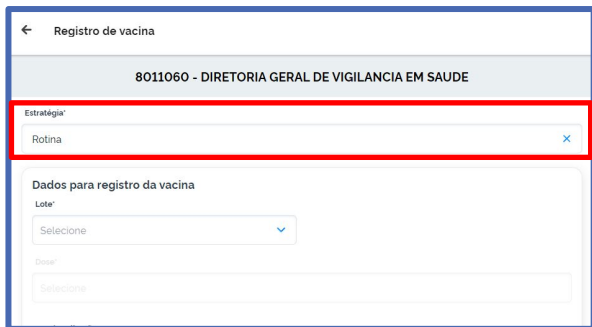 Registro de vacina
8011060 - DIRETORIA GERAL DE VIGILANCIA EM SAUDE
Estratégia*
Rotina
Dados para registro da vacina
Lote*
Selecione
Dose*
Selecione